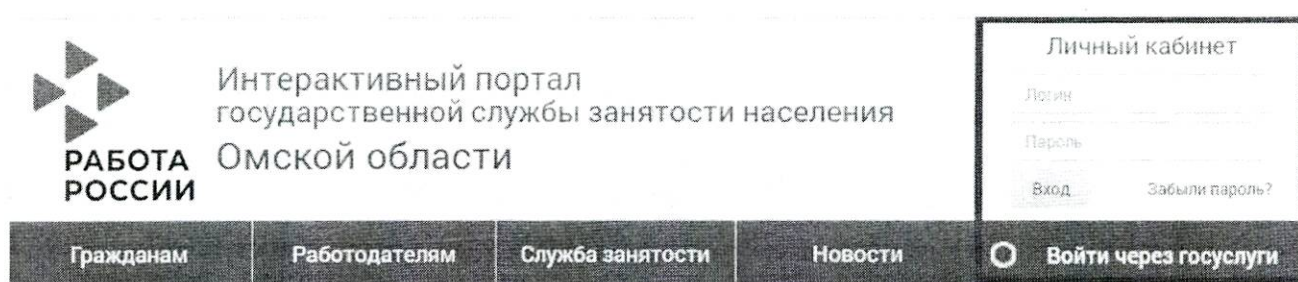 РАБОТА
РОССИИ
Интерактивный портал
государственной службы занятости населения
Омской области
Личный кабинет
Логин
Пароль
Вход Забыли пароль?
Гражданам Работодателям Служба занятости Новости Войти через госуслуги